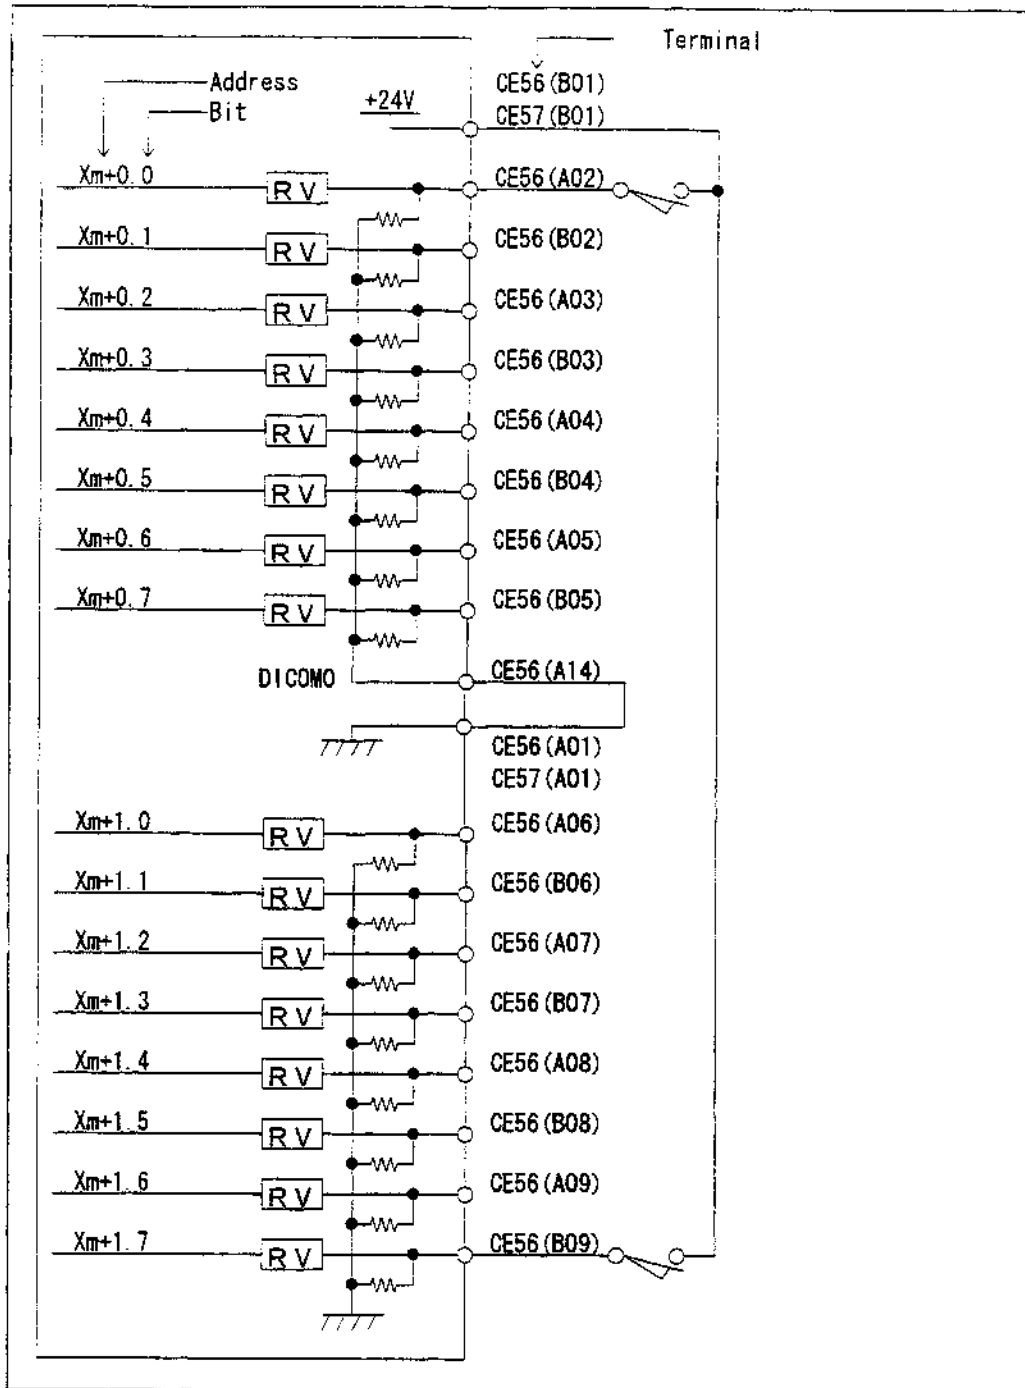 Terminal
Address
Bit
+24V
CE56(B01)
CE57(B01)
Xm+0.0 RV CE56(A02)
Xm+0.1 RV CE56(B02)
Xm+0.2 RV CE56(A03)
Xm+0.3 RV CE56(B03)
Xm+0.4 RV CE56(A04)
Xm+0.5 RV CE56(B04)
Xm+0.6 RV CE56(A05)
Xm+0.7 RV CE56(B05)
DICOM0 CE56(A14)
CE56(A01)
CE57(A01)
Xm+1.0 RV CE56(A06)
Xm+1.1 RV CE56(B06)
Xm+1.2 RV CE56(A07)
Xm+1.3 RV CE56(B07)
Xm+1.4 RV CE56(A08)
Xm+1.5 RV CE56(B08)
Xm+1.6 RV CE56(A09)
Xm+1.7 RV CE56(B09)